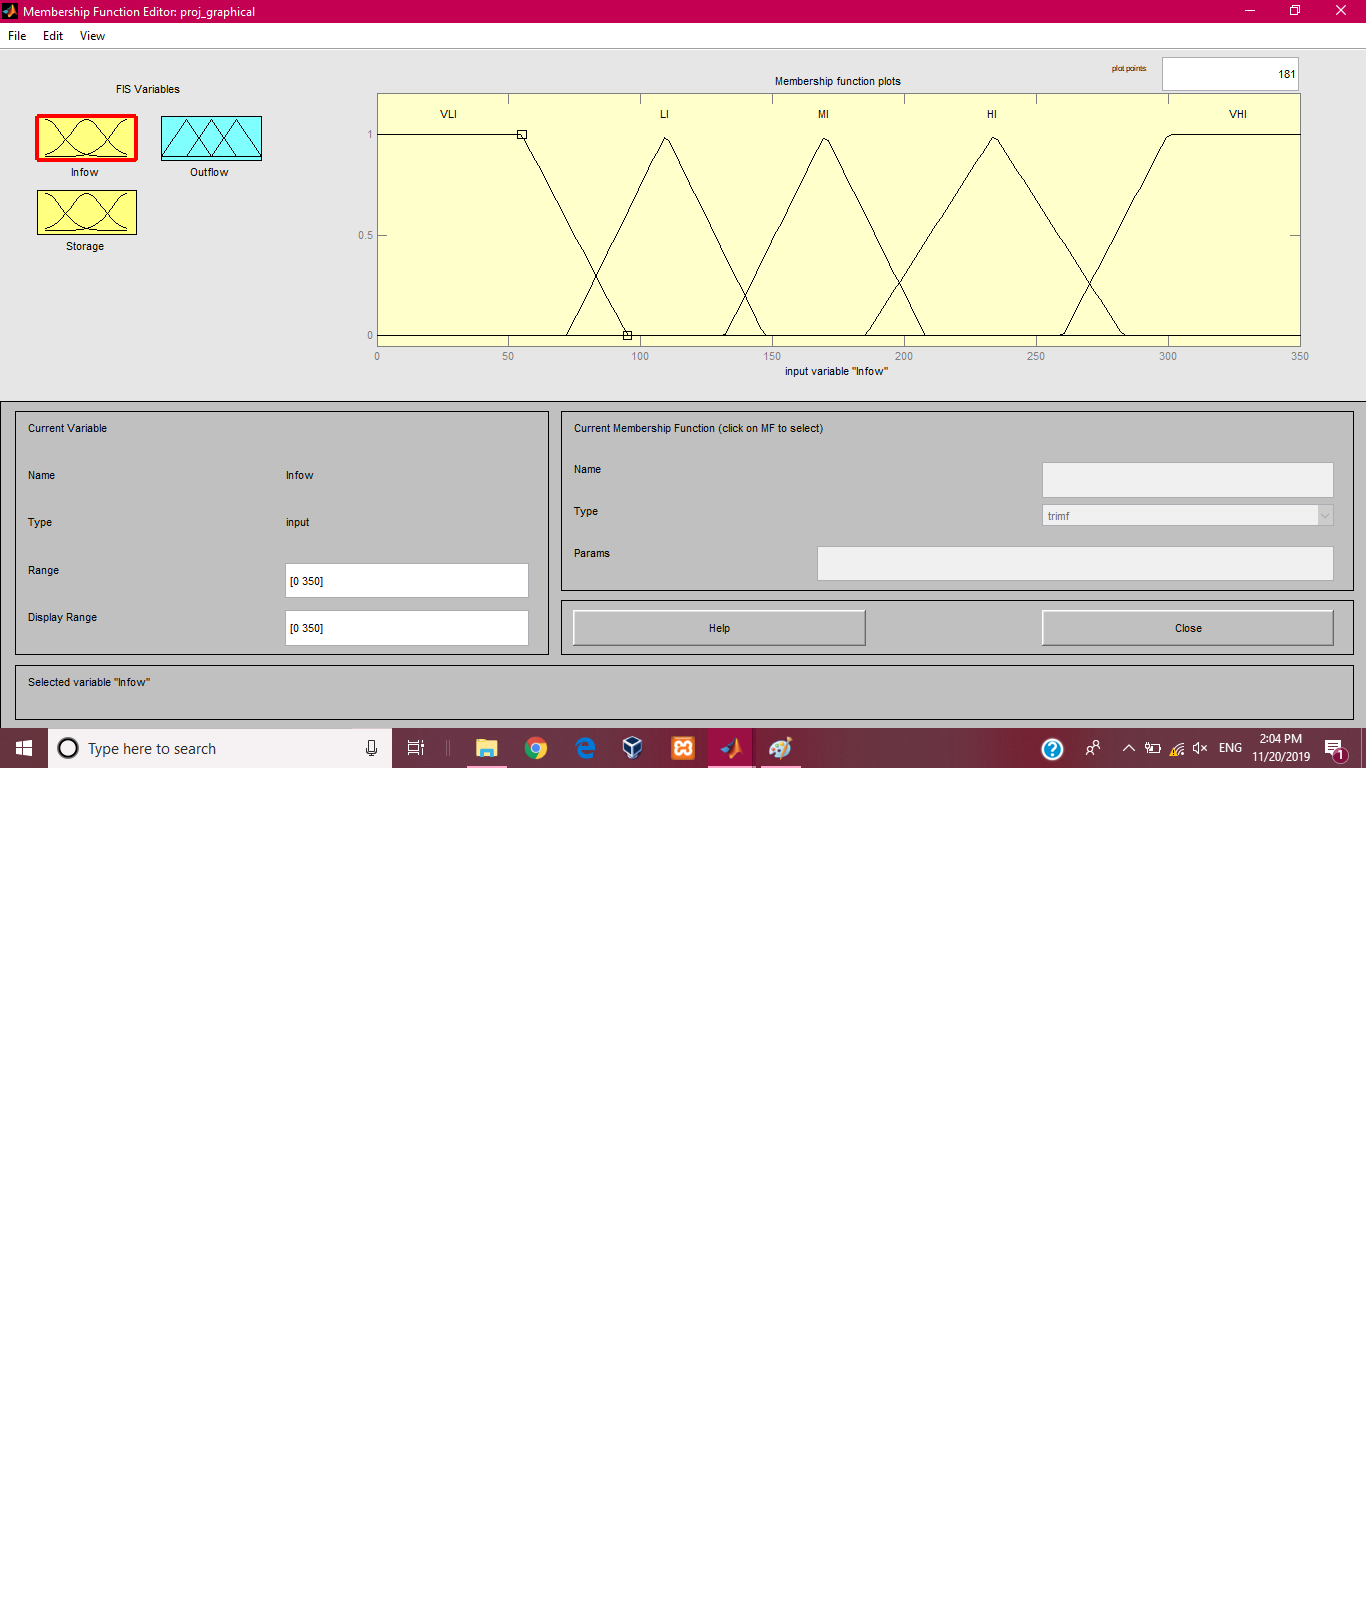 Membership Function Editor: proj_graphical
File Edit View
FIS Variables
Infow
Outflow
Storage
plot points:
181
Membership function plots
VLI LI MI HI VHI
1
0.5
0
0 50 100 150 200 250 300 350
input variable "Infow"
Current Variable
Name Infow
Type input
Range [0 350]
Display Range [0 350]
Current Membership Function (click on MF to select)
Name
Type trimf
Params
Help Close
Selected variable "Infow"
Type here to search
ENG
2:04 PM
11/20/2019
1